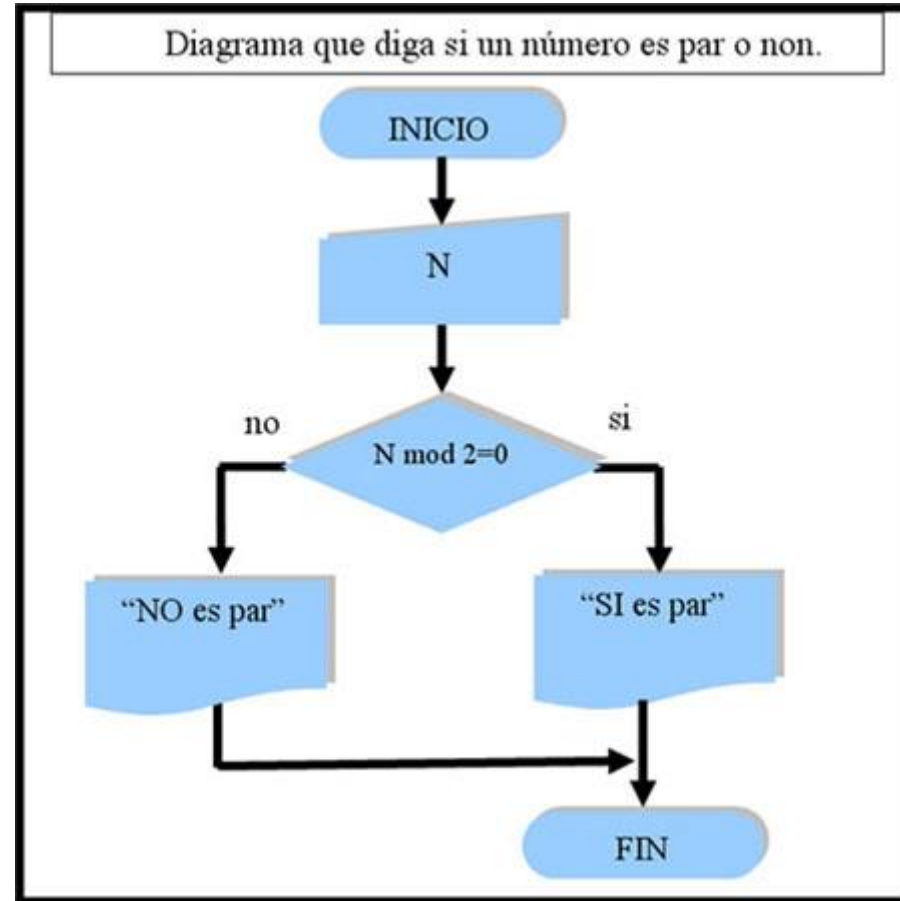 Diagrama que diga si un número es par o non.
INICIO
N
no
si
N mod 2=0
“NO es par”
“SI es par”
FIN